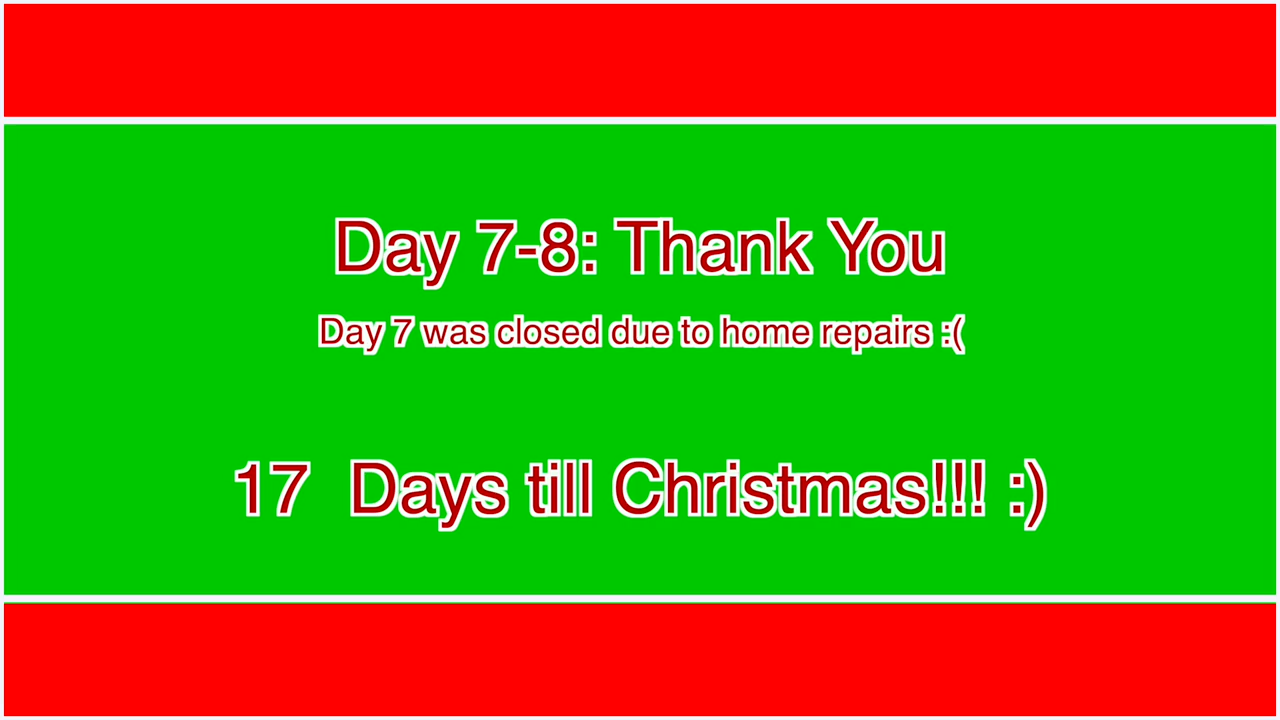 Day 7-8: Thank You
Day 7 was closed due to home repairs :(
17  Days till Christmas!!! :)